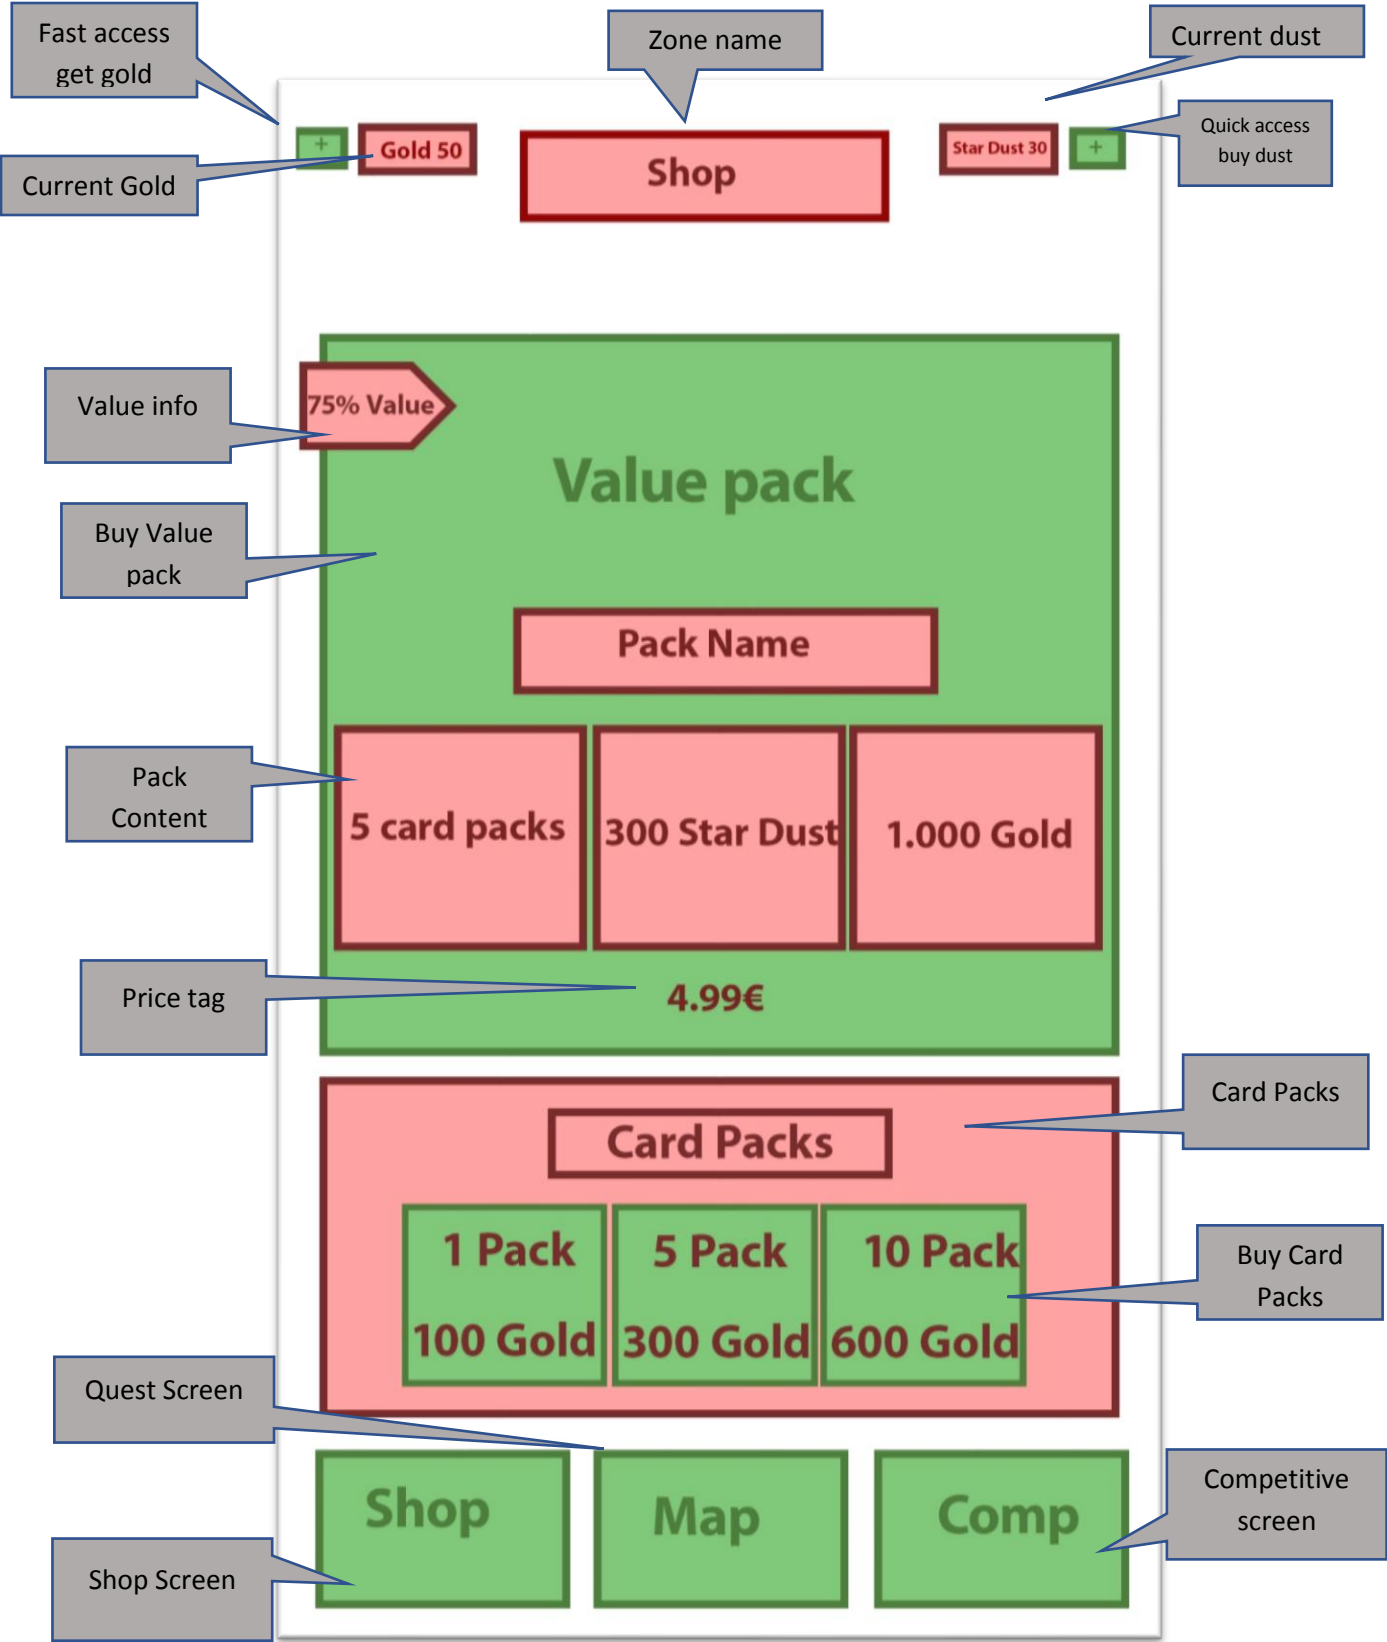 Fast access
get gold
Zone name
Current dust
Quick access
buy dust
Current Gold
+
Gold 50
Shop
Star Dust 30
+
Value info
75% Value
Value pack
Buy Value
pack
Pack Name
Pack
Content
5 card packs
300 Star Dust
1.000 Gold
Price tag
4.99€
Card Packs
Card Packs
1 Pack
100 Gold
5 Pack
300 Gold
10 Pack
600 Gold
Buy Card
Packs
Quest Screen
Shop
Map
Comp
Competitive
screen
Shop Screen